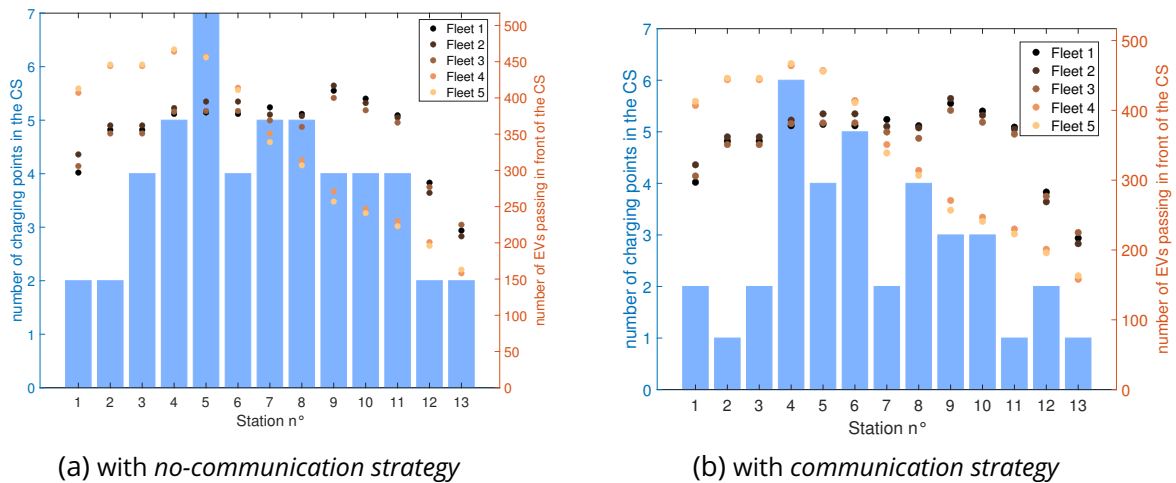 number of charging points in the CS
7
6
5
4
3
2
1
0
Fleet 1
Fleet 2
Fleet 3
Fleet 4
Fleet 5
500
450
400
350
300
250
200
150
100
50
0
number of EVs passing in front of the CS
1 2 3 4 5 6 7 8 9 10 11 12 13
Station n°
(a) with no-communication strategy
number of charging points in the CS
7
6
5
4
3
2
1
0
Fleet 1
Fleet 2
Fleet 3
Fleet 4
Fleet 5
500
400
300
200
100
0
number of EVs passing in front of the CS
1 2 3 4 5 6 7 8 9 10 11 12 13
Station n°
(b) with communication strategy